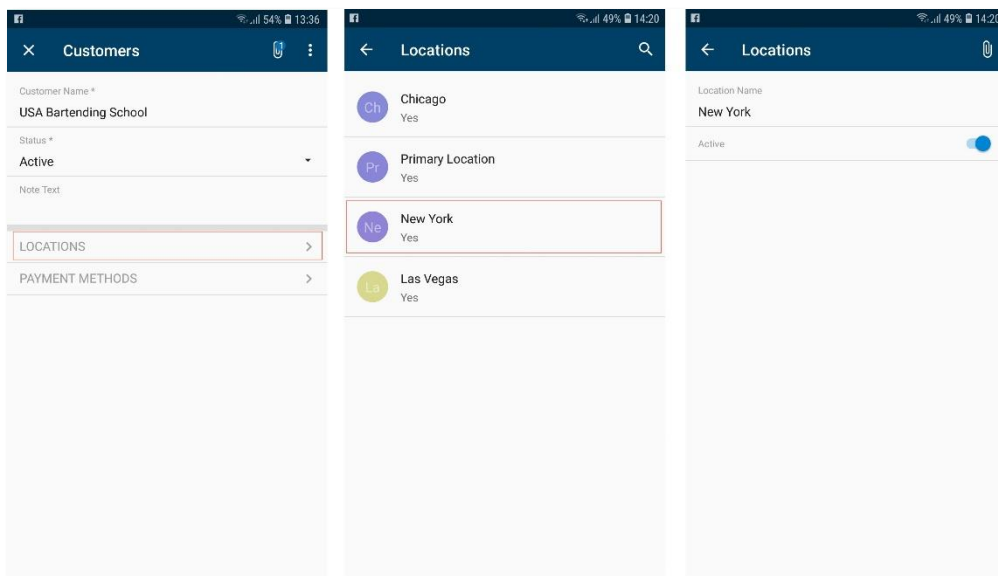 54% 13:36
Customers
1
Customer Name *
USA Bartending School
Status *
Active
Note Text
LOCATIONS
PAYMENT METHODS
49% 14:20
Locations
Ch
Chicago
Yes
Pr
Primary Location
Yes
Ne
New York
Yes
La
Las Vegas
Yes
49% 14:20
Locations
Location Name
New York
Active